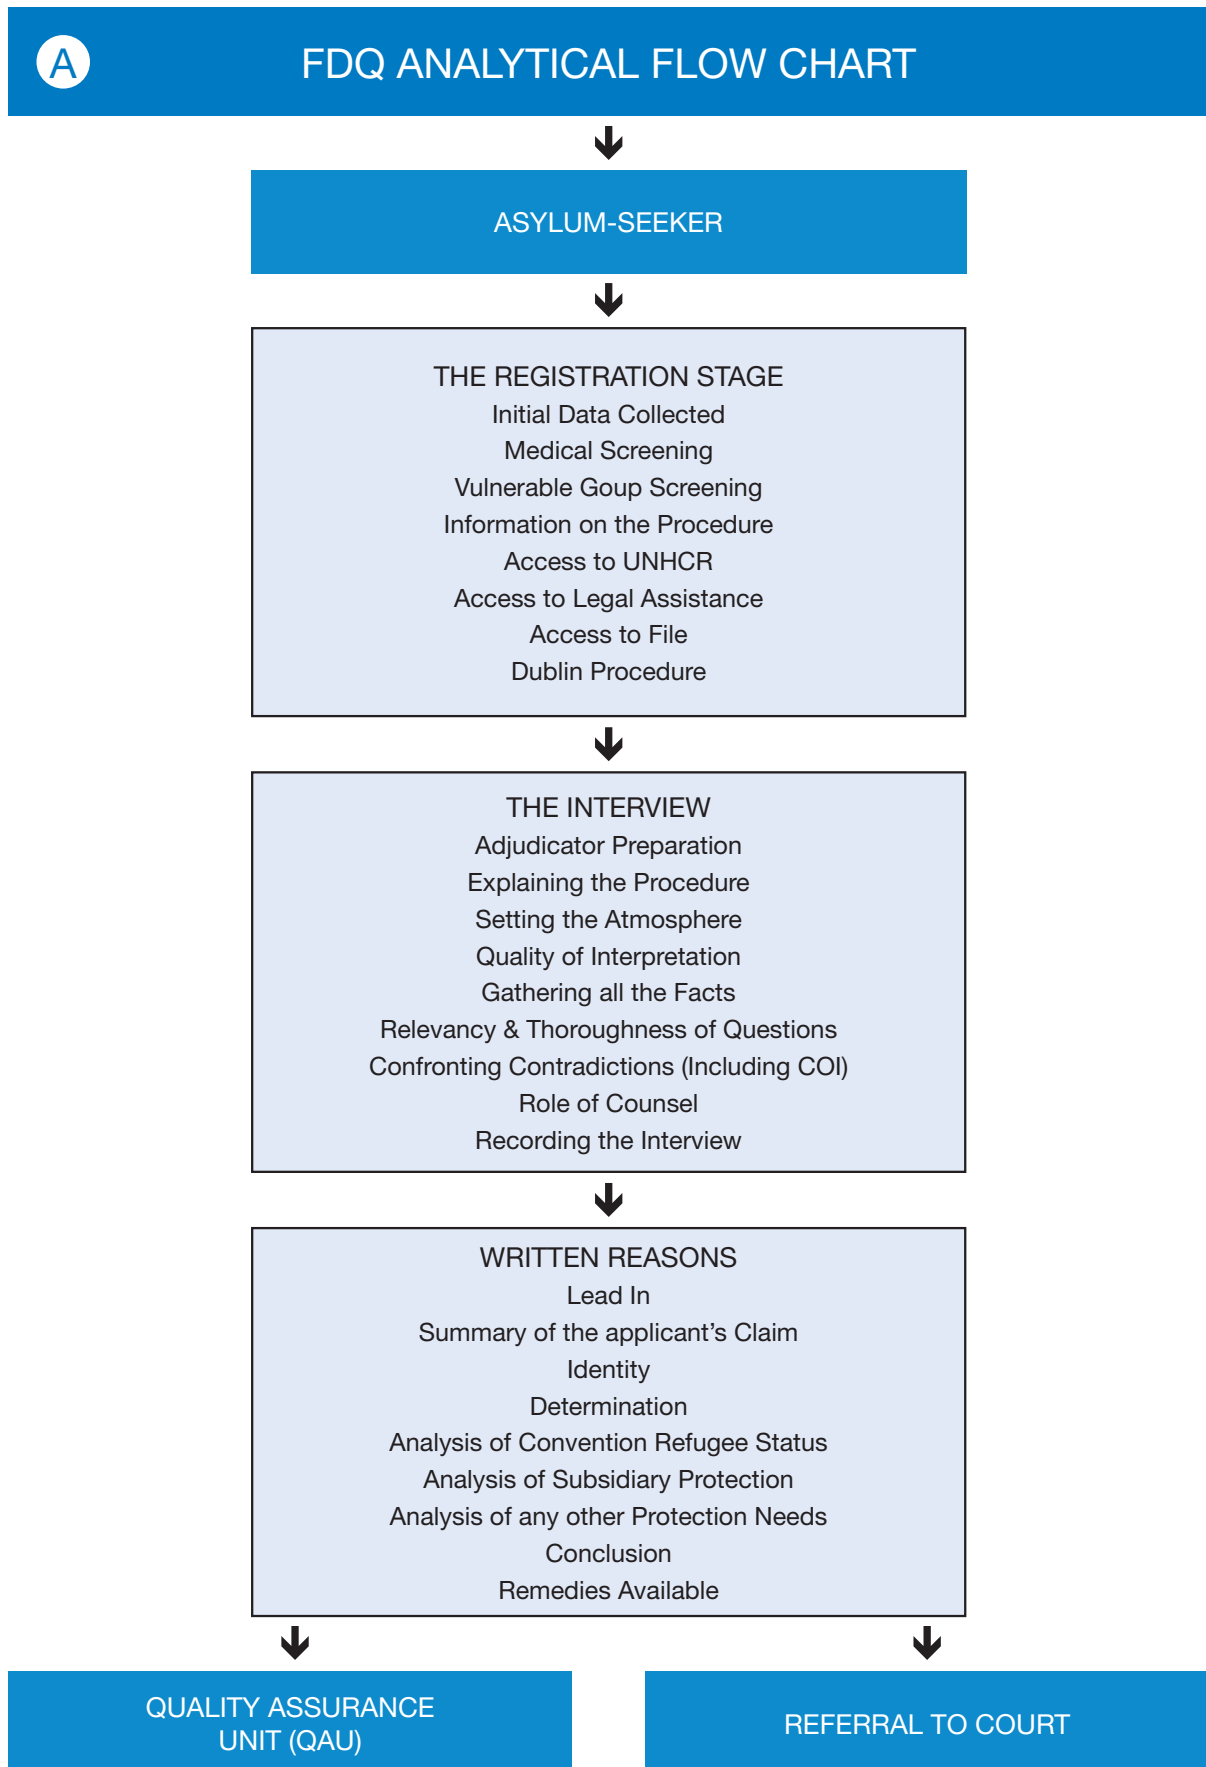 A
FDQ ANALYTICAL FLOW CHART
ASYLUM-SEEKER
THE REGISTRATION STAGE
Initial Data Collected
Medical Screening
Vulnerable Goup Screening
Information on the Procedure
Access to UNHCR
Access to Legal Assistance
Access to File
Dublin Procedure
THE INTERVIEW
Adjudicator Preparation
Explaining the Procedure
Setting the Atmosphere
Quality of Interpretation
Gathering all the Facts
Relevancy & Thoroughness of Questions
Confronting Contradictions (Including COI)
Role of Counsel
Recording the Interview
WRITTEN REASONS
Lead In
Summary of the applicant’s Claim
Identity
Determination
Analysis of Convention Refugee Status
Analysis of Subsidiary Protection
Analysis of any other Protection Needs
Conclusion
Remedies Available
QUALITY ASSURANCE
UNIT (QAU)
REFERRAL TO COURT